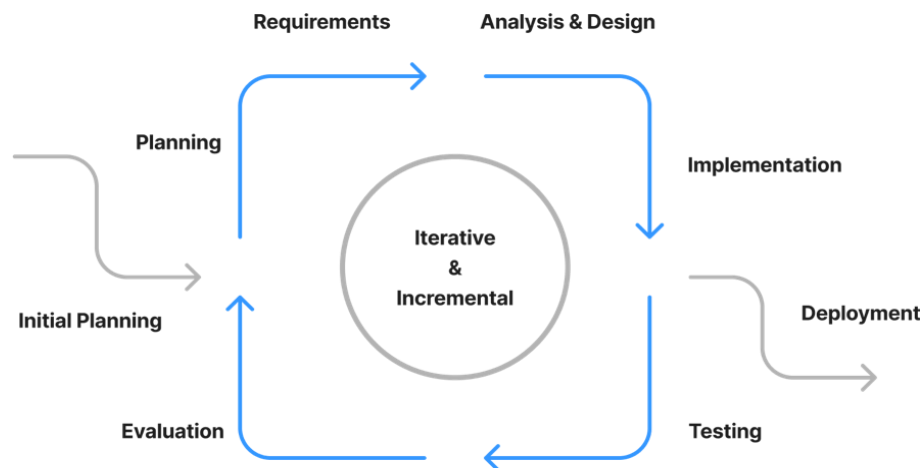 Requirements
Analysis & Design
Planning
Implementation
Iterative
&
Incremental
Initial Planning
Deployment
Evaluation
Testing